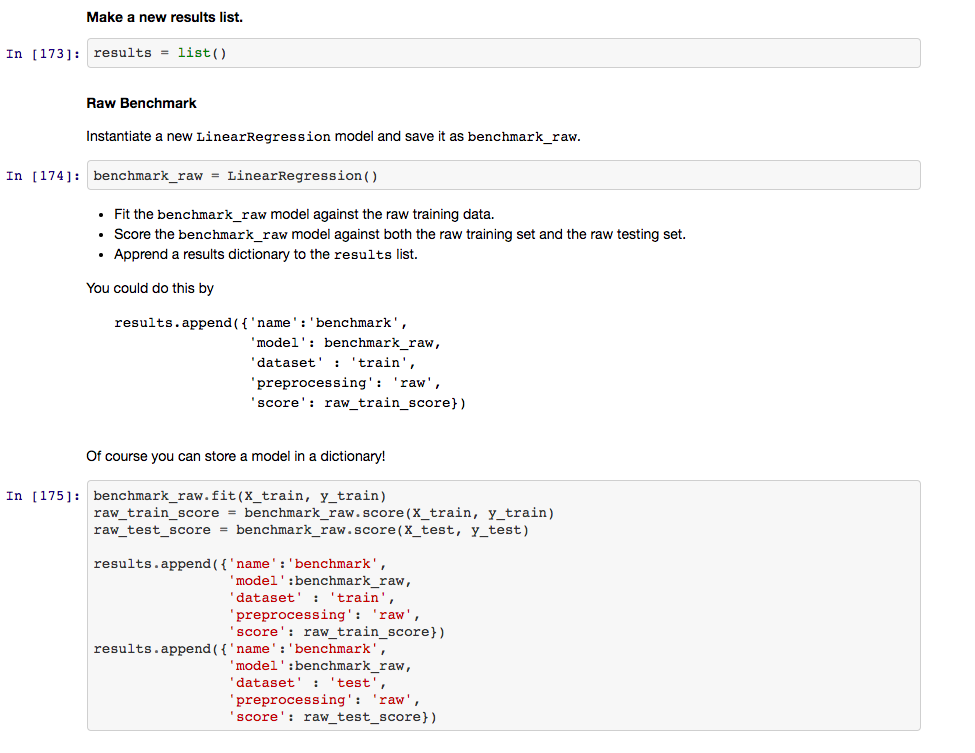 Make a new results list.
In [173]: results = list()
Raw Benchmark
Instantiate a new LinearRegression model and save it as benchmark_raw.
In [174]: benchmark_raw = LinearRegression()
• Fit the benchmark_raw model against the raw training data.
• Score the benchmark_raw model against both the raw training set and the raw testing set.
• Apprend a results dictionary to the results list.
You could do this by
results.append({'name':'benchmark',
'model': benchmark_raw,
'dataset' : 'train',
'preprocessing': 'raw',
'score': raw_train_score})
Of course you can store a model in a dictionary!
In [175]: benchmark_raw.fit(X_train, y_train)
raw_train_score = benchmark_raw.score(X_train, y_train)
raw_test_score = benchmark_raw.score(X_test, y_test)
results.append({'name':'benchmark',
'model':benchmark_raw,
'dataset' : 'train',
'preprocessing': 'raw',
'score': raw_train_score})
results.append({'name':'benchmark',
'model':benchmark_raw,
'dataset' : 'test',
'preprocessing': 'raw',
'score': raw_test_score})